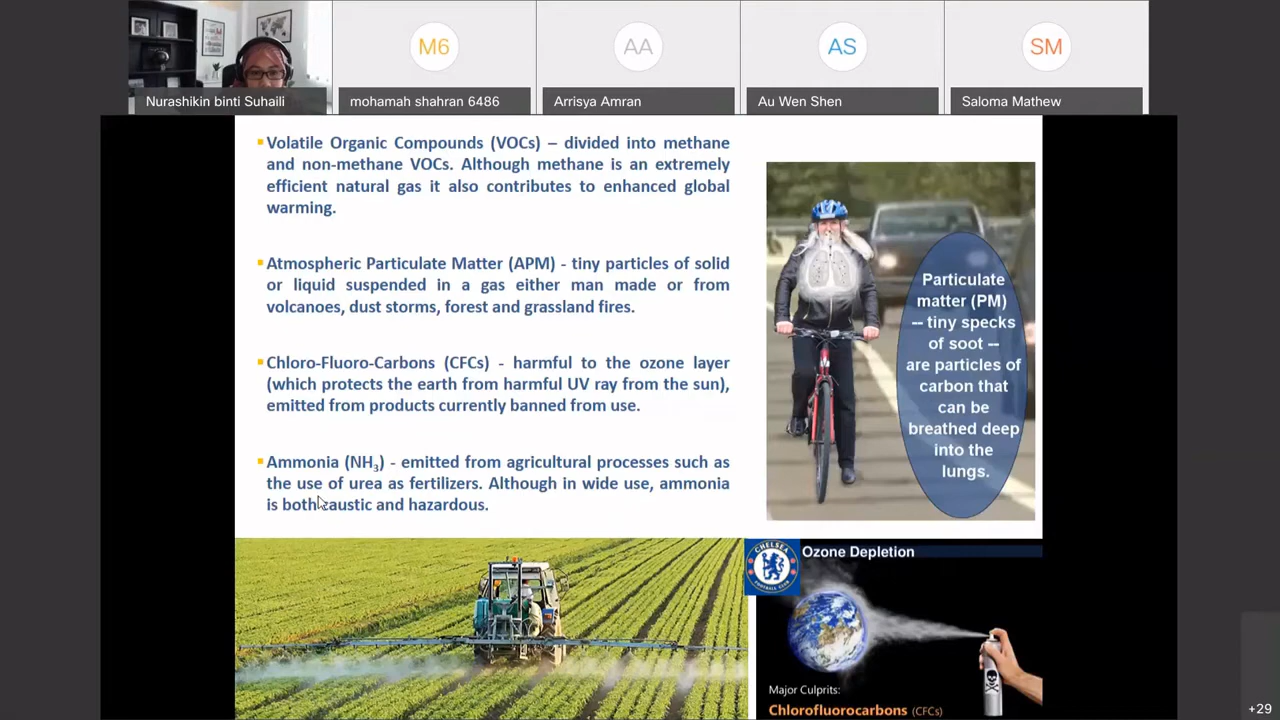 M6
AA
AS
SM
Nurashikin binti Suhaili
mohamah shahran 6486
Arrisya Amran
Au Wen Shen
Saloma Mathew
Volatile Organic Compounds (VOCs) – divided into methane
and non-methane VOCs. Although methane is an extremely
efficient natural gas it also contributes to enhanced global
warming.
Atmospheric Particulate Matter (APM) - tiny particles of solid
or liquid suspended in a gas either man made or from
volcanoes, dust storms, forest and grassland fires.
Chloro-Fluoro-Carbons (CFCs) - harmful to the ozone layer
(which protects the earth from harmful UV ray from the sun),
emitted from products currently banned from use.
Ammonia (NH₃) - emitted from agricultural processes such as
the use of urea as fertilizers. Although in wide use, ammonia
is both caustic and hazardous.
Particulate
matter (PM)
-- tiny specks
of soot --
are particles of
carbon that
can be
breathed deep
into the
lungs.
CHELSEA
FOOTBALL CLUB
Ozone Depletion
Major Culprits:
Chlorofluorocarbons (CFCs)
+29